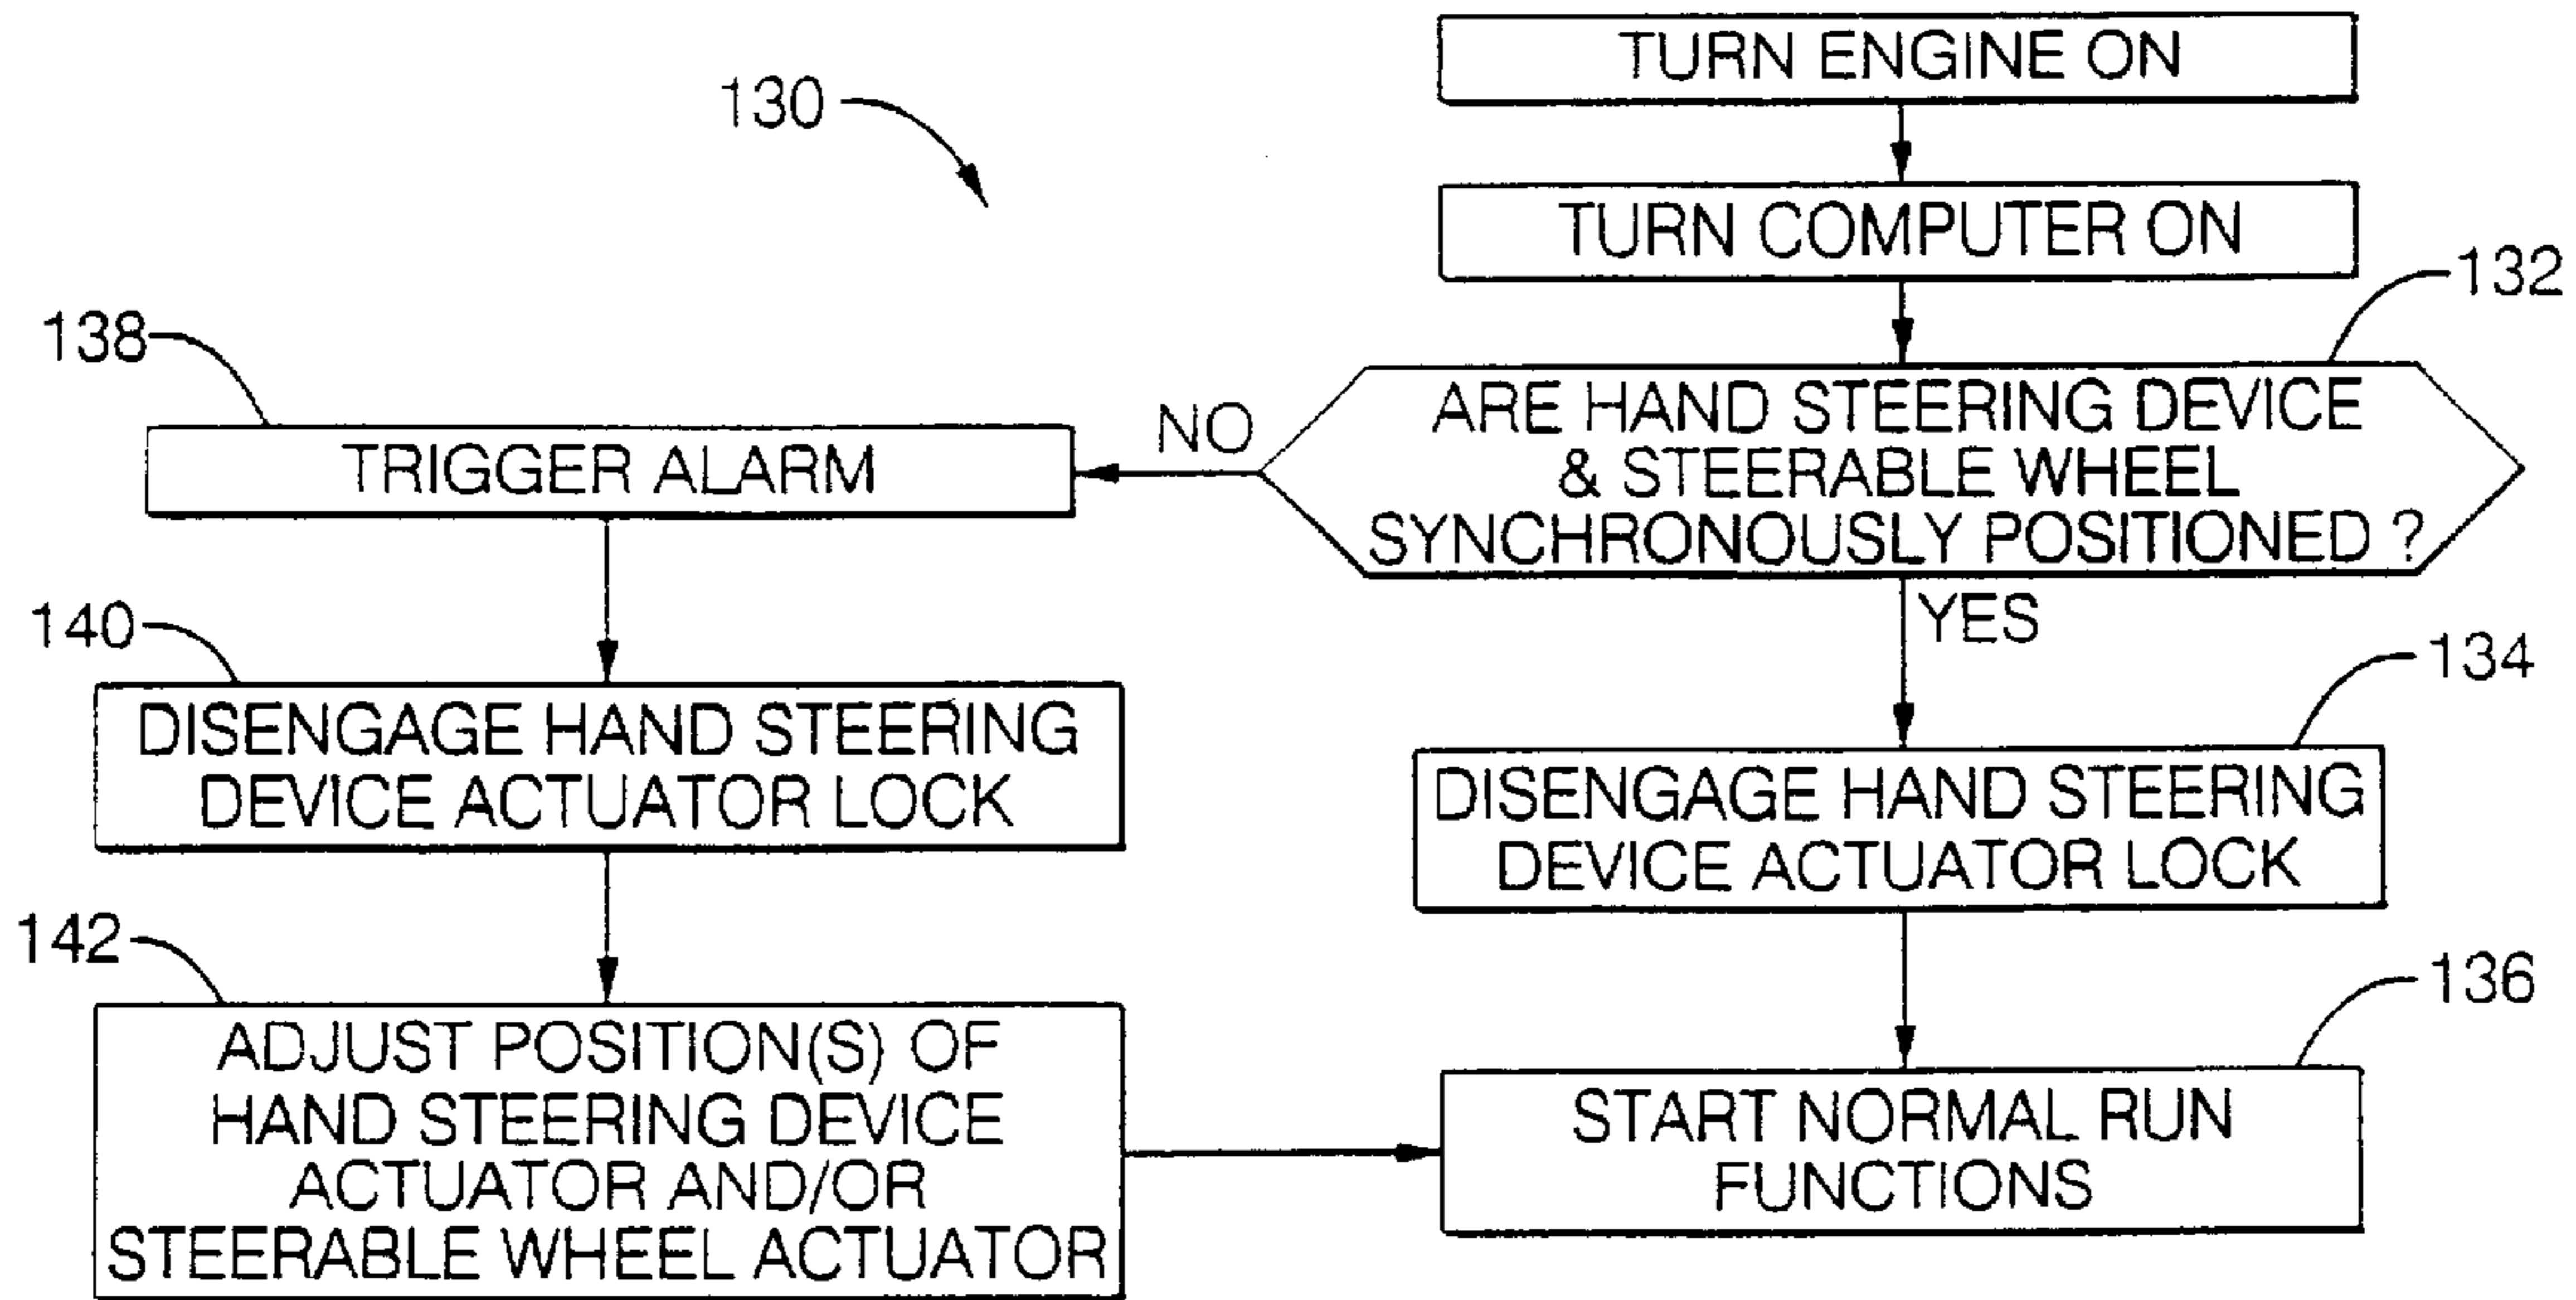 TURN ENGINE ON
130
TURN COMPUTER ON
132
138
ARE HAND STEERING DEVICE
& STEERABLE WHEEL
SYNCHRONOUSLY POSITIONED ?
NO
TRIGGER ALARM
YES
140
DISENGAGE HAND STEERING
DEVICE ACTUATOR LOCK
134
DISENGAGE HAND STEERING
DEVICE ACTUATOR LOCK
142
ADJUST POSITION(S) OF
HAND STEERING DEVICE
ACTUATOR AND/OR
STEERABLE WHEEL ACTUATOR
136
START NORMAL RUN
FUNCTIONS